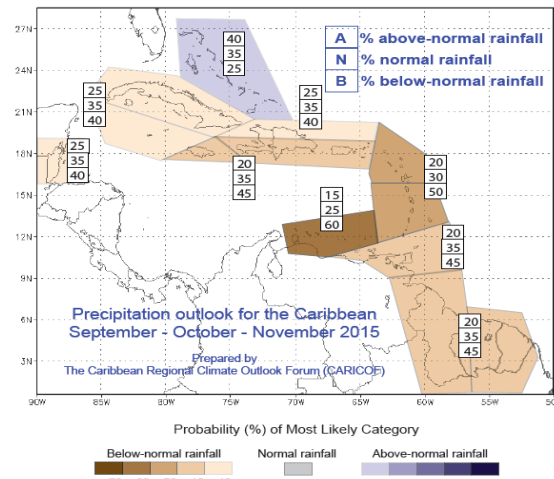 27N
24N
21N
18N
15N
12N
9N
6N
3N
90W
85W
80W
75W
70W
65W
60W
55W
A % above-normal rainfall
N % normal rainfall
B % below-normal rainfall
40
35
25
25
35
40
25
35
40
25
35
40
20
35
45
20
30
50
15
25
60
20
35
45
20
35
45
Precipitation outlook for the Caribbean
September - October - November 2015
Prepared by
The Caribbean Regional Climate Outlook Forum (CARICOF)
Probability (%) of Most Likely Category
Below-normal rainfall
Normal rainfall
Above-normal rainfall